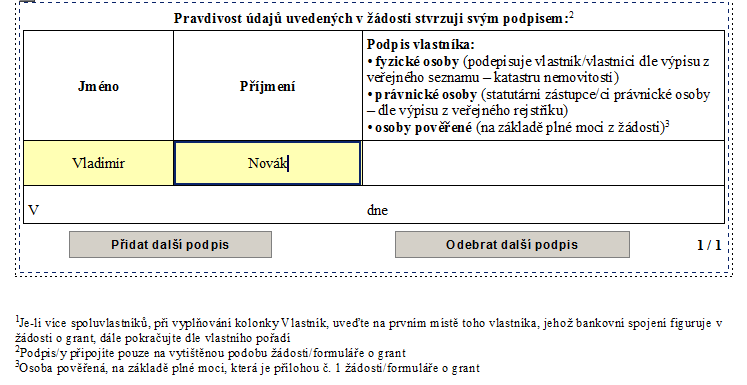 Pravdivost údajů uvedených v žádosti stvrzuji svým podpisem:2
Jméno
Příjmení
Podpis vlastníka:
• fyzické osoby (podepisuje vlastník/vlastníci dle výpisu z
veřejného seznamu – katastru nemovitostí)
• právnické osoby (statutární zástupce/ci právnické osoby
– dle výpisu z veřejného rejstříku)
• osoby pověřené (na základě plné moci z žádosti)3
Vladimír
Novák
V
dne
Přidat další podpis
Odebrat další podpis
1 / 1
1Je-li více spoluvlastníků, při vyplňování kolonky Vlastník, uveďte na prvním místě toho vlastníka, jehož bankovní spojení figuruje v
žádosti o grant, dále pokračujte dle vlastního pořadí
2Podpis/y připojíte pouze na vytištěnou podobu žádosti/formuláře o grant
3Osoba pověřená, na základě plné moci, která je přílohou č. 1 žádosti/formuláře o grant